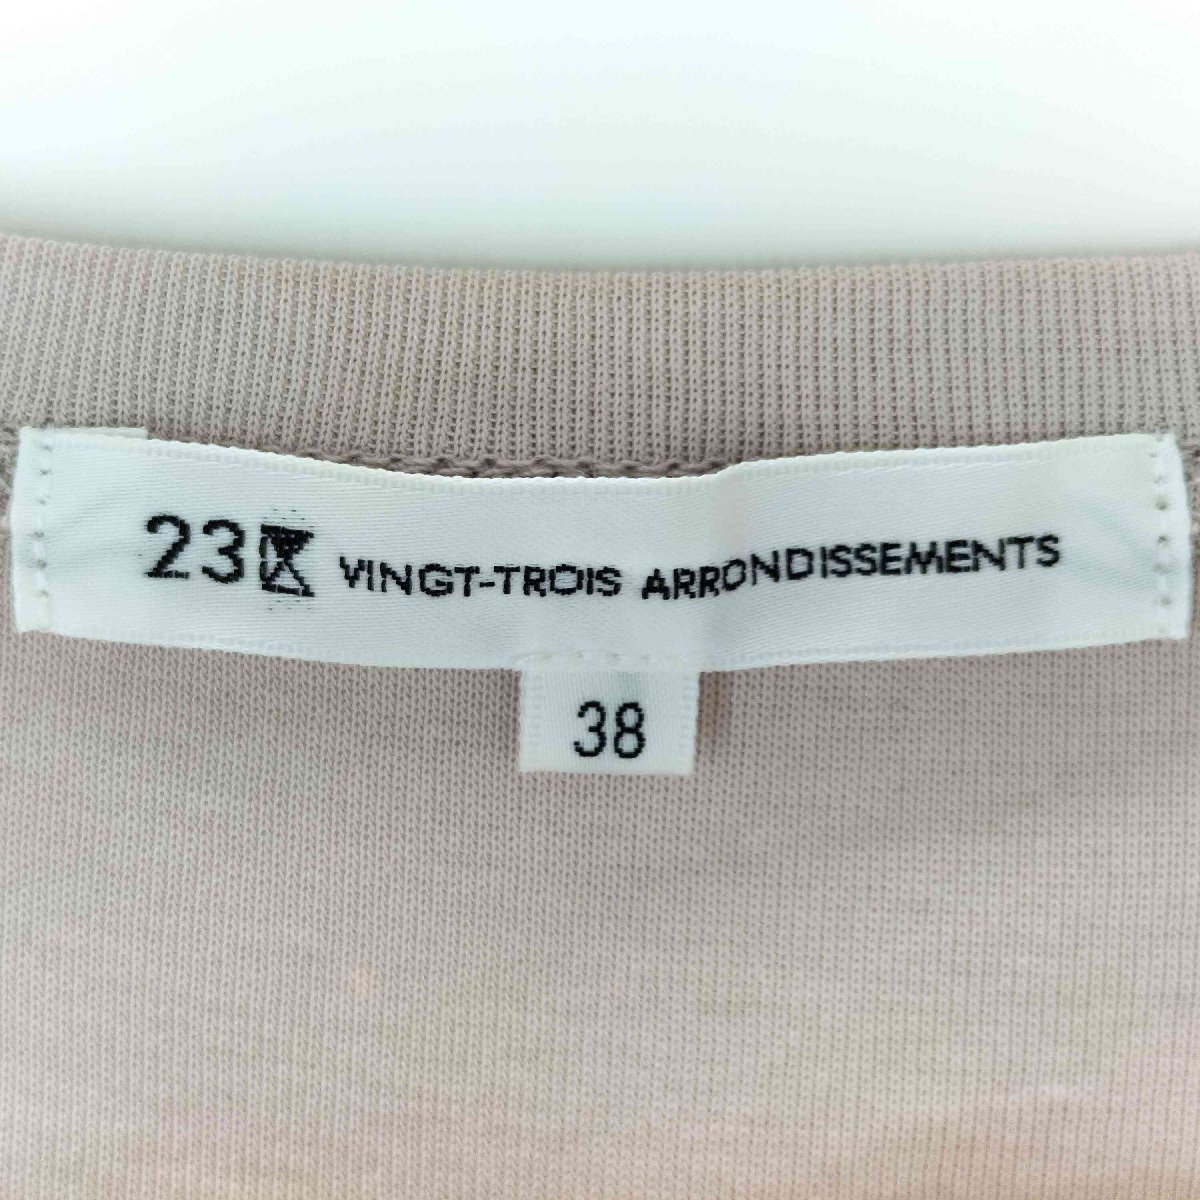 23区 VINGT-TROIS ARRONDISSEMENTS
38